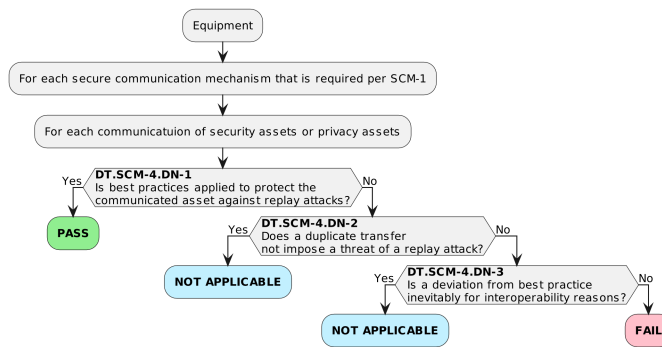 Equipment
For each secure communication mechanism that is required per SCM-1
For each communicatuion of security assets or privacy assets
DT.SCM-4.DN-1
Is best practices applied to protect the
communicated asset against replay attacks?
Yes
No
PASS
DT.SCM-4.DN-2
Does a duplicate transfer
not impose a threat of a replay attack?
Yes
No
NOT APPLICABLE
DT.SCM-4.DN-3
Is a deviation from best practice
inevitably for interoperability reasons?
Yes
No
NOT APPLICABLE
FAIL